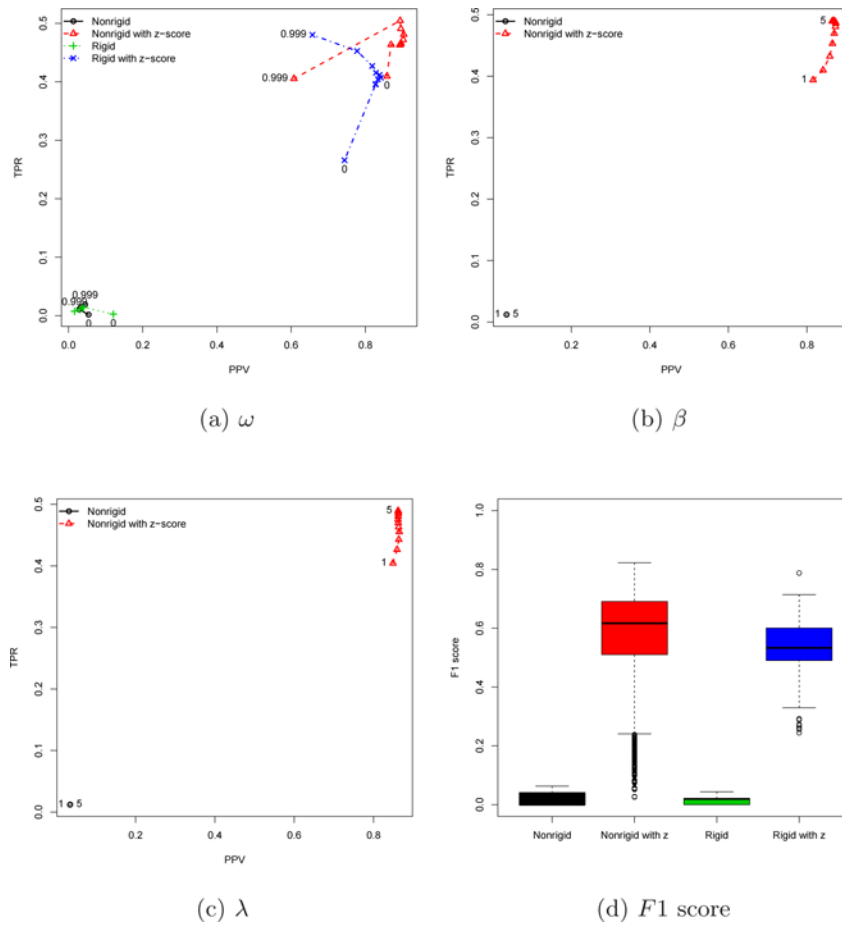 Nonrigid
Nonrigid with z-score
Rigid
Rigid with z-score
0.999
0.999
0
0
0.999
0.999
0
0
TPR
0.0 0.1 0.2 0.3 0.4 0.5
0.0 0.2 0.4 0.6 0.8
PPV
(a) ω
Nonrigid
Nonrigid with z-score
5
1
1 5
TPR
0.0 0.1 0.2 0.3 0.4 0.5
0.2 0.4 0.6 0.8
PPV
(b) β
Nonrigid
Nonrigid with z-score
5
1
1 5
TPR
0.0 0.1 0.2 0.3 0.4 0.5
0.2 0.4 0.6 0.8
PPV
(c) λ
F1 score
0.0 0.2 0.4 0.6 0.8 1.0
Nonrigid Nonrigid with z Rigid Rigid with z
(d) F1 score